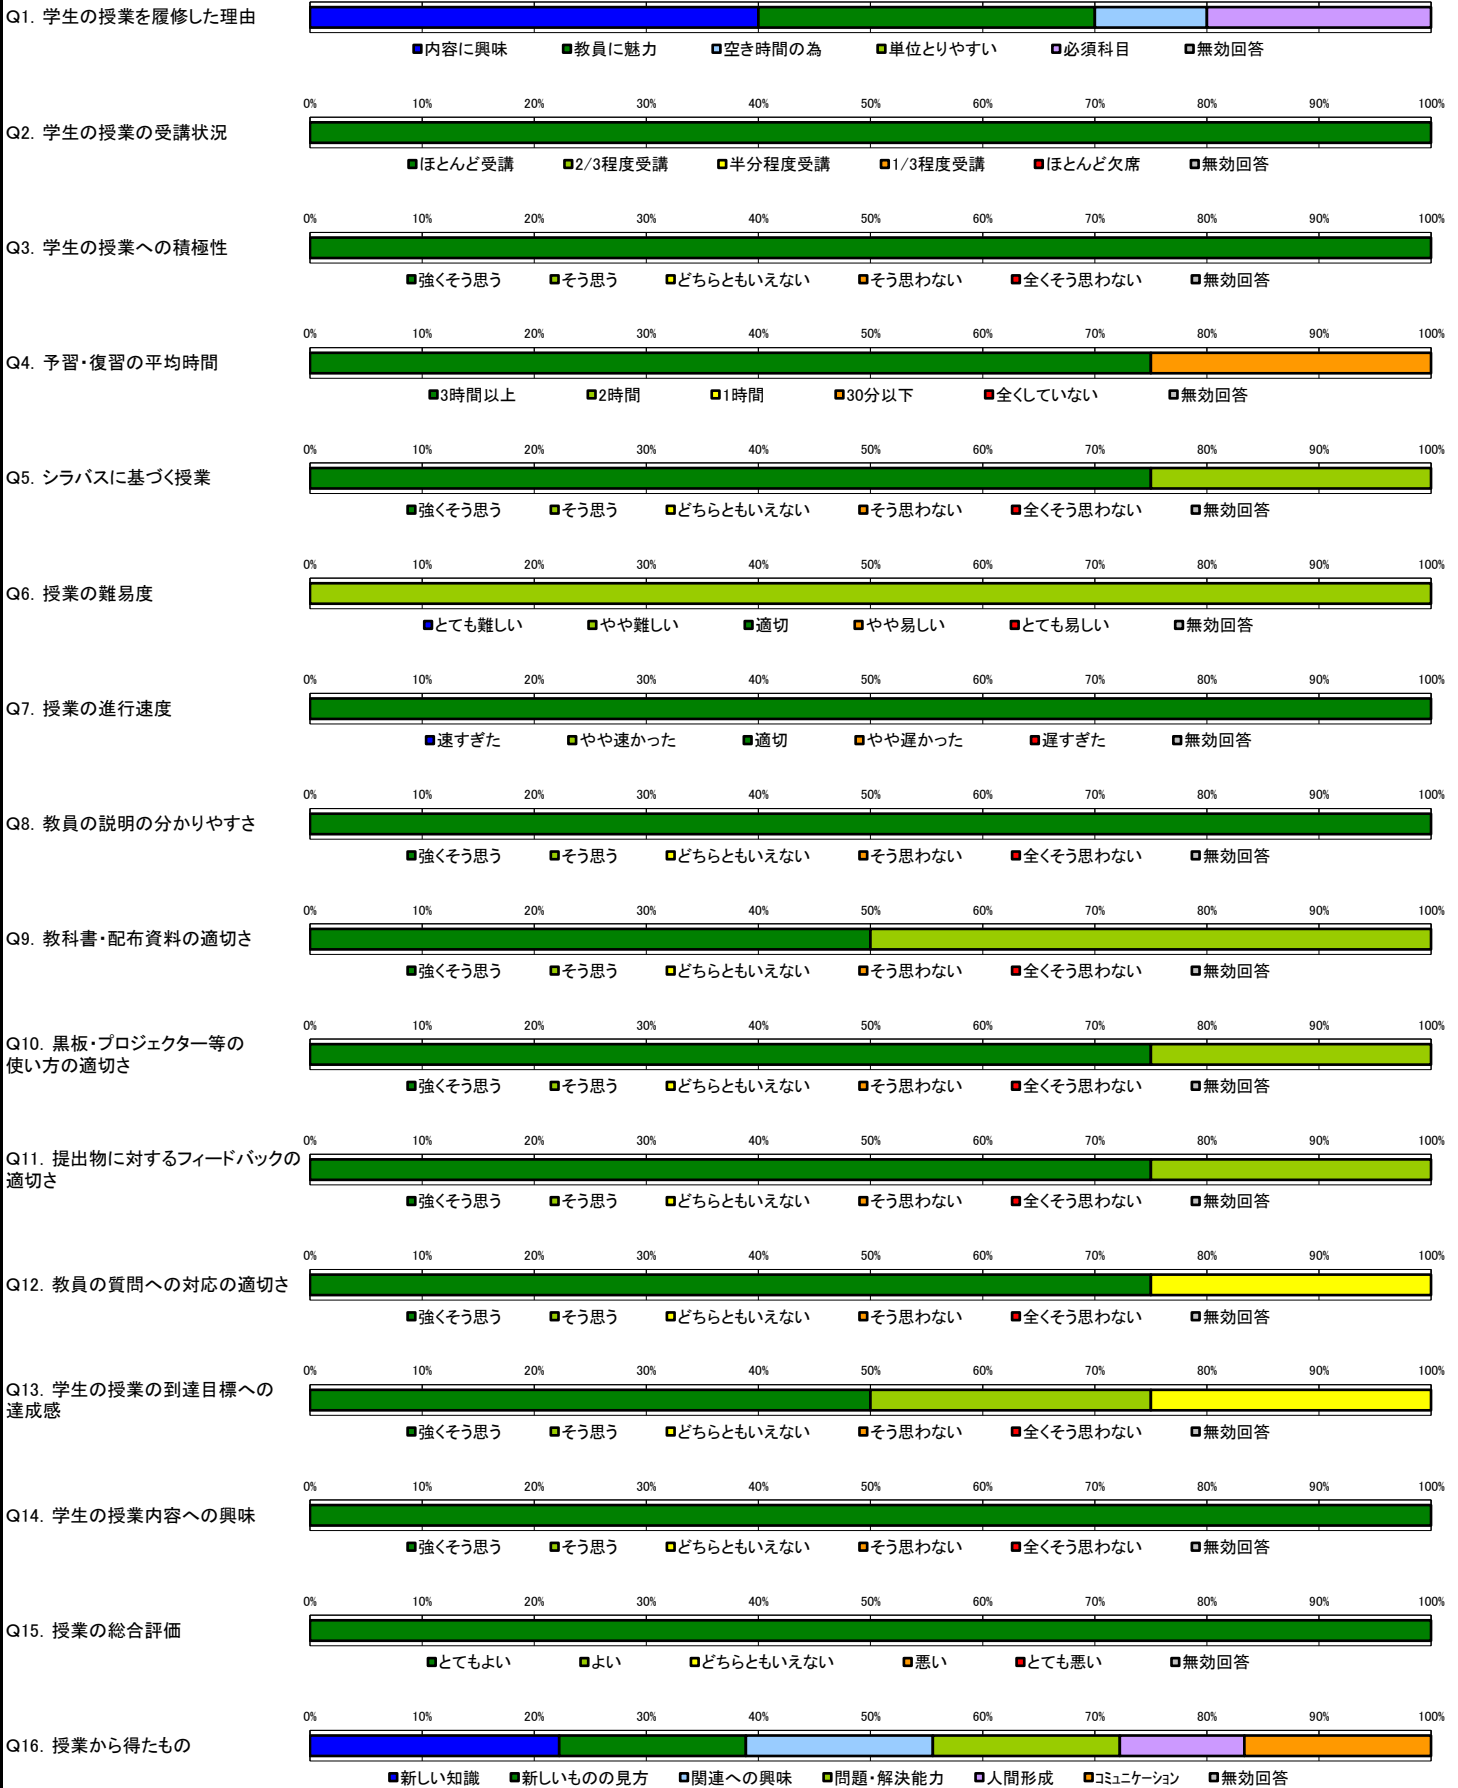 Q1. 学生の授業を履修した理由
内容に興味 教員に魅力 空き時間の為 単位とりやすい 必須科目 無効回答
0% 10% 20% 30% 40% 50% 60% 70% 80% 90% 100%
Q2. 学生の授業の受講状況
ほとんど受講 2/3程度受講 半分程度受講 1/3程度受講 ほとんど欠席 無効回答
0% 10% 20% 30% 40% 50% 60% 70% 80% 90% 100%
Q3. 学生の授業への積極性
強くそう思う そう思う どちらともいえない そう思わない 全くそう思わない 無効回答
0% 10% 20% 30% 40% 50% 60% 70% 80% 90% 100%
Q4. 予習・復習の平均時間
3時間以上 2時間 1時間 30分以下 全くしていない 無効回答
0% 10% 20% 30% 40% 50% 60% 70% 80% 90% 100%
Q5. シラバスに基づく授業
強くそう思う そう思う どちらともいえない そう思わない 全くそう思わない 無効回答
0% 10% 20% 30% 40% 50% 60% 70% 80% 90% 100%
Q6. 授業の難易度
とても難しい やや難しい 適切 やや易しい とても易しい 無効回答
0% 10% 20% 30% 40% 50% 60% 70% 80% 90% 100%
Q7. 授業の進行速度
速すぎた やや速かった 適切 やや遅かった 遅すぎた 無効回答
0% 10% 20% 30% 40% 50% 60% 70% 80% 90% 100%
Q8. 教員の説明の分かりやすさ
強くそう思う そう思う どちらともいえない そう思わない 全くそう思わない 無効回答
0% 10% 20% 30% 40% 50% 60% 70% 80% 90% 100%
Q9. 教科書・配布資料の適切さ
強くそう思う そう思う どちらともいえない そう思わない 全くそう思わない 無効回答
0% 10% 20% 30% 40% 50% 60% 70% 80% 90% 100%
Q10. 黒板・プロジェクター等の
使い方の適切さ
強くそう思う そう思う どちらともいえない そう思わない 全くそう思わない 無効回答
0% 10% 20% 30% 40% 50% 60% 70% 80% 90% 100%
Q11. 提出物に対するフィードバックの
適切さ
強くそう思う そう思う どちらともいえない そう思わない 全くそう思わない 無効回答
0% 10% 20% 30% 40% 50% 60% 70% 80% 90% 100%
Q12. 教員の質問への対応の適切さ
強くそう思う そう思う どちらともいえない そう思わない 全くそう思わない 無効回答
0% 10% 20% 30% 40% 50% 60% 70% 80% 90% 100%
Q13. 学生の授業の到達目標への
達成感
強くそう思う そう思う どちらともいえない そう思わない 全くそう思わない 無効回答
0% 10% 20% 30% 40% 50% 60% 70% 80% 90% 100%
Q14. 学生の授業内容への興味
強くそう思う そう思う どちらともいえない そう思わない 全くそう思わない 無効回答
0% 10% 20% 30% 40% 50% 60% 70% 80% 90% 100%
Q15. 授業の総合評価
とてもよい よい どちらともいえない 悪い とても悪い 無効回答
0% 10% 20% 30% 40% 50% 60% 70% 80% 90% 100%
Q16. 授業から得たもの
新しい知識 新しいものの見方 関連への興味 問題・解決能力 人間形成 コミュニケーション 無効回答